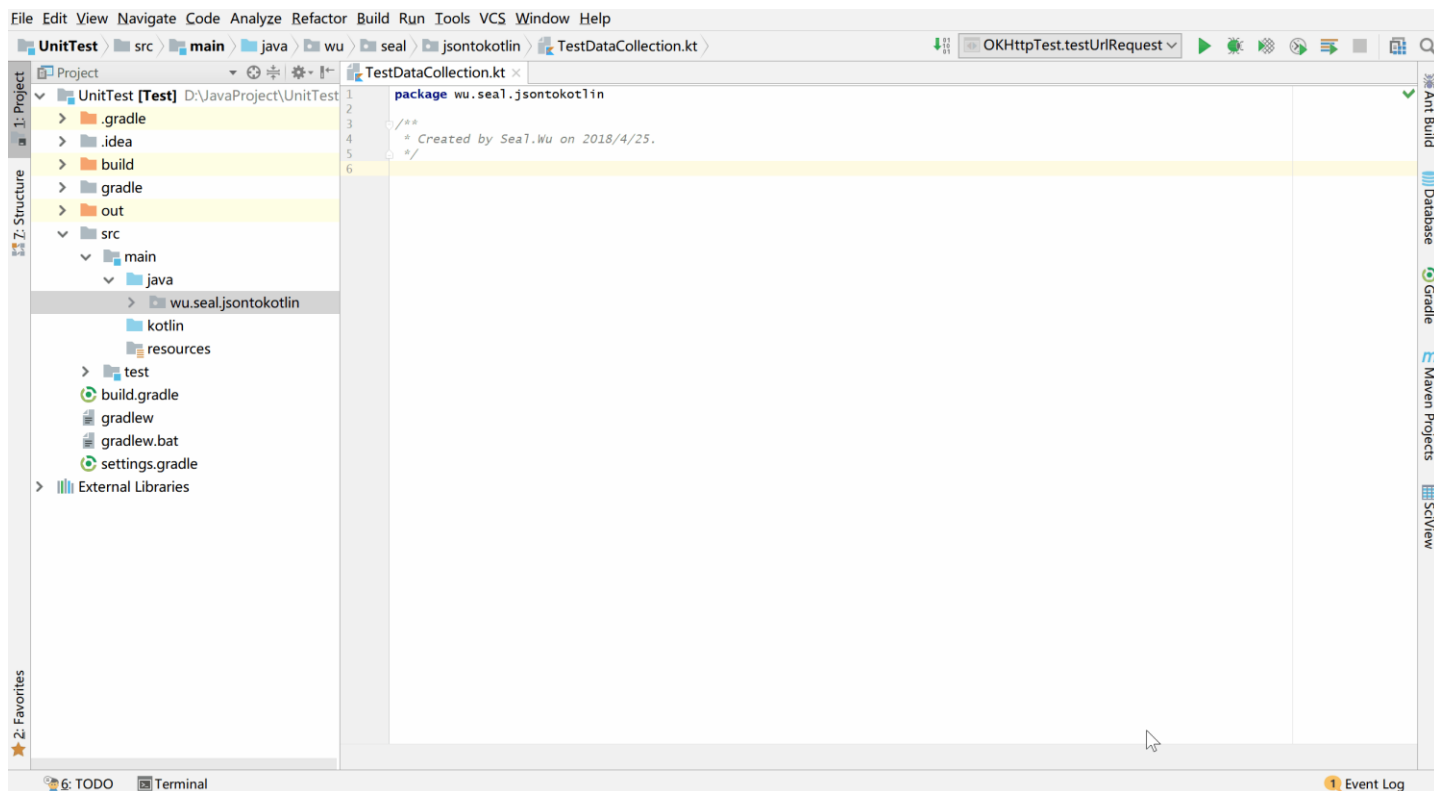 File Edit View Navigate Code Analyze Refactor Build Run Tools VCS Window Help
UnitTest src main java wu seal jsontokotlin TestDataCollection.kt OKHttpTest.testUrlRequest
Project TestDataCollection.kt
1: Project
7: Structure
2: Favorites
UnitTest [Test] D:\JavaProject\UnitTest
.gradle
.idea
build
gradle
out
src
main
java
wu.seal.jsontokotlin
kotlin
resources
test
build.gradle
gradlew
gradlew.bat
settings.gradle
External Libraries
1 package wu.seal.jsontokotlin
2
3 /**
4 * Created by Seal.Wu on 2018/4/25.
5 */
6
Ant Build
Database
Gradle
m Maven Projects
SciView
6: TODO Terminal 1 Event Log